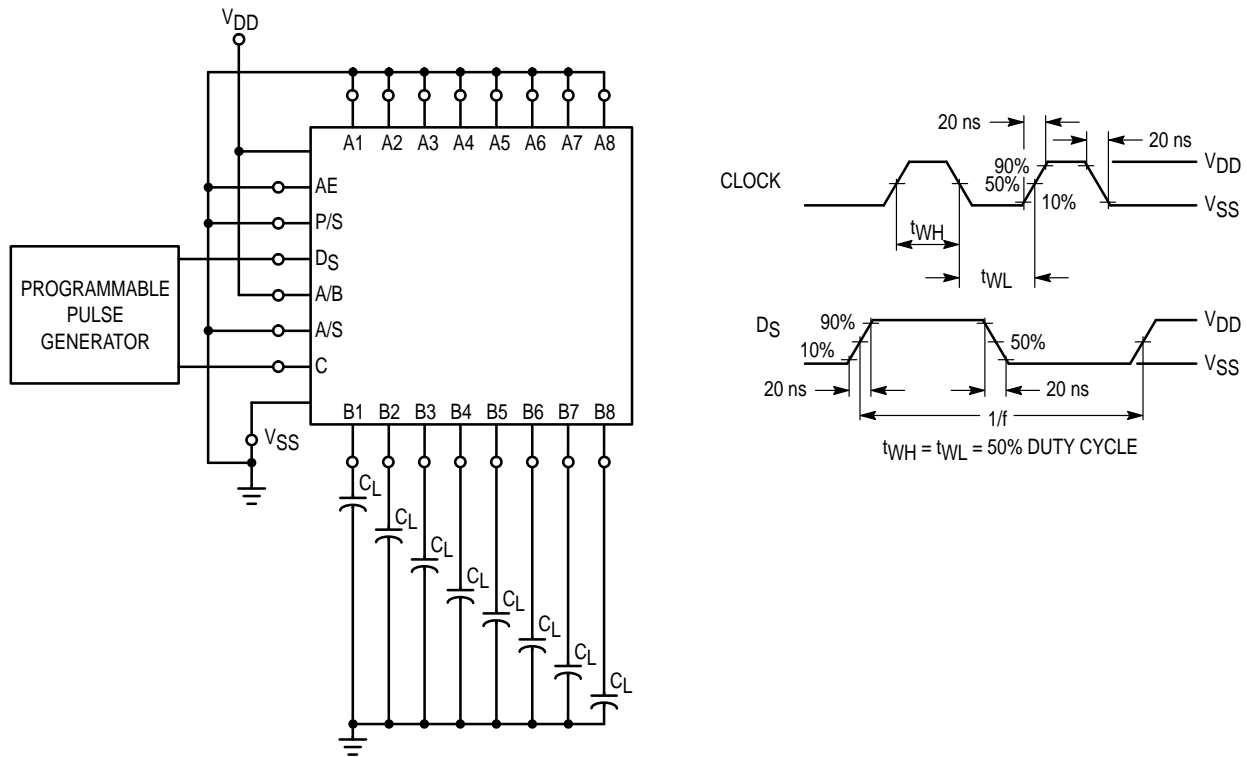 VDD
A1 A2 A3 A4 A5 A6 A7 A8
AE
P/S
DS
A/B
A/S
C
PROGRAMMABLE
PULSE
GENERATOR
B1 B2 B3 B4 B5 B6 B7 B8
VSS
CL
CL
CL
CL
CL
CL
CL
CL
20 ns
20 ns
CLOCK
90%
50%
10%
VDD
VSS
tWH
tWL
DS
90%
10%
50%
VDD
VSS
20 ns
20 ns
1/f
tWH = tWL = 50% DUTY CYCLE